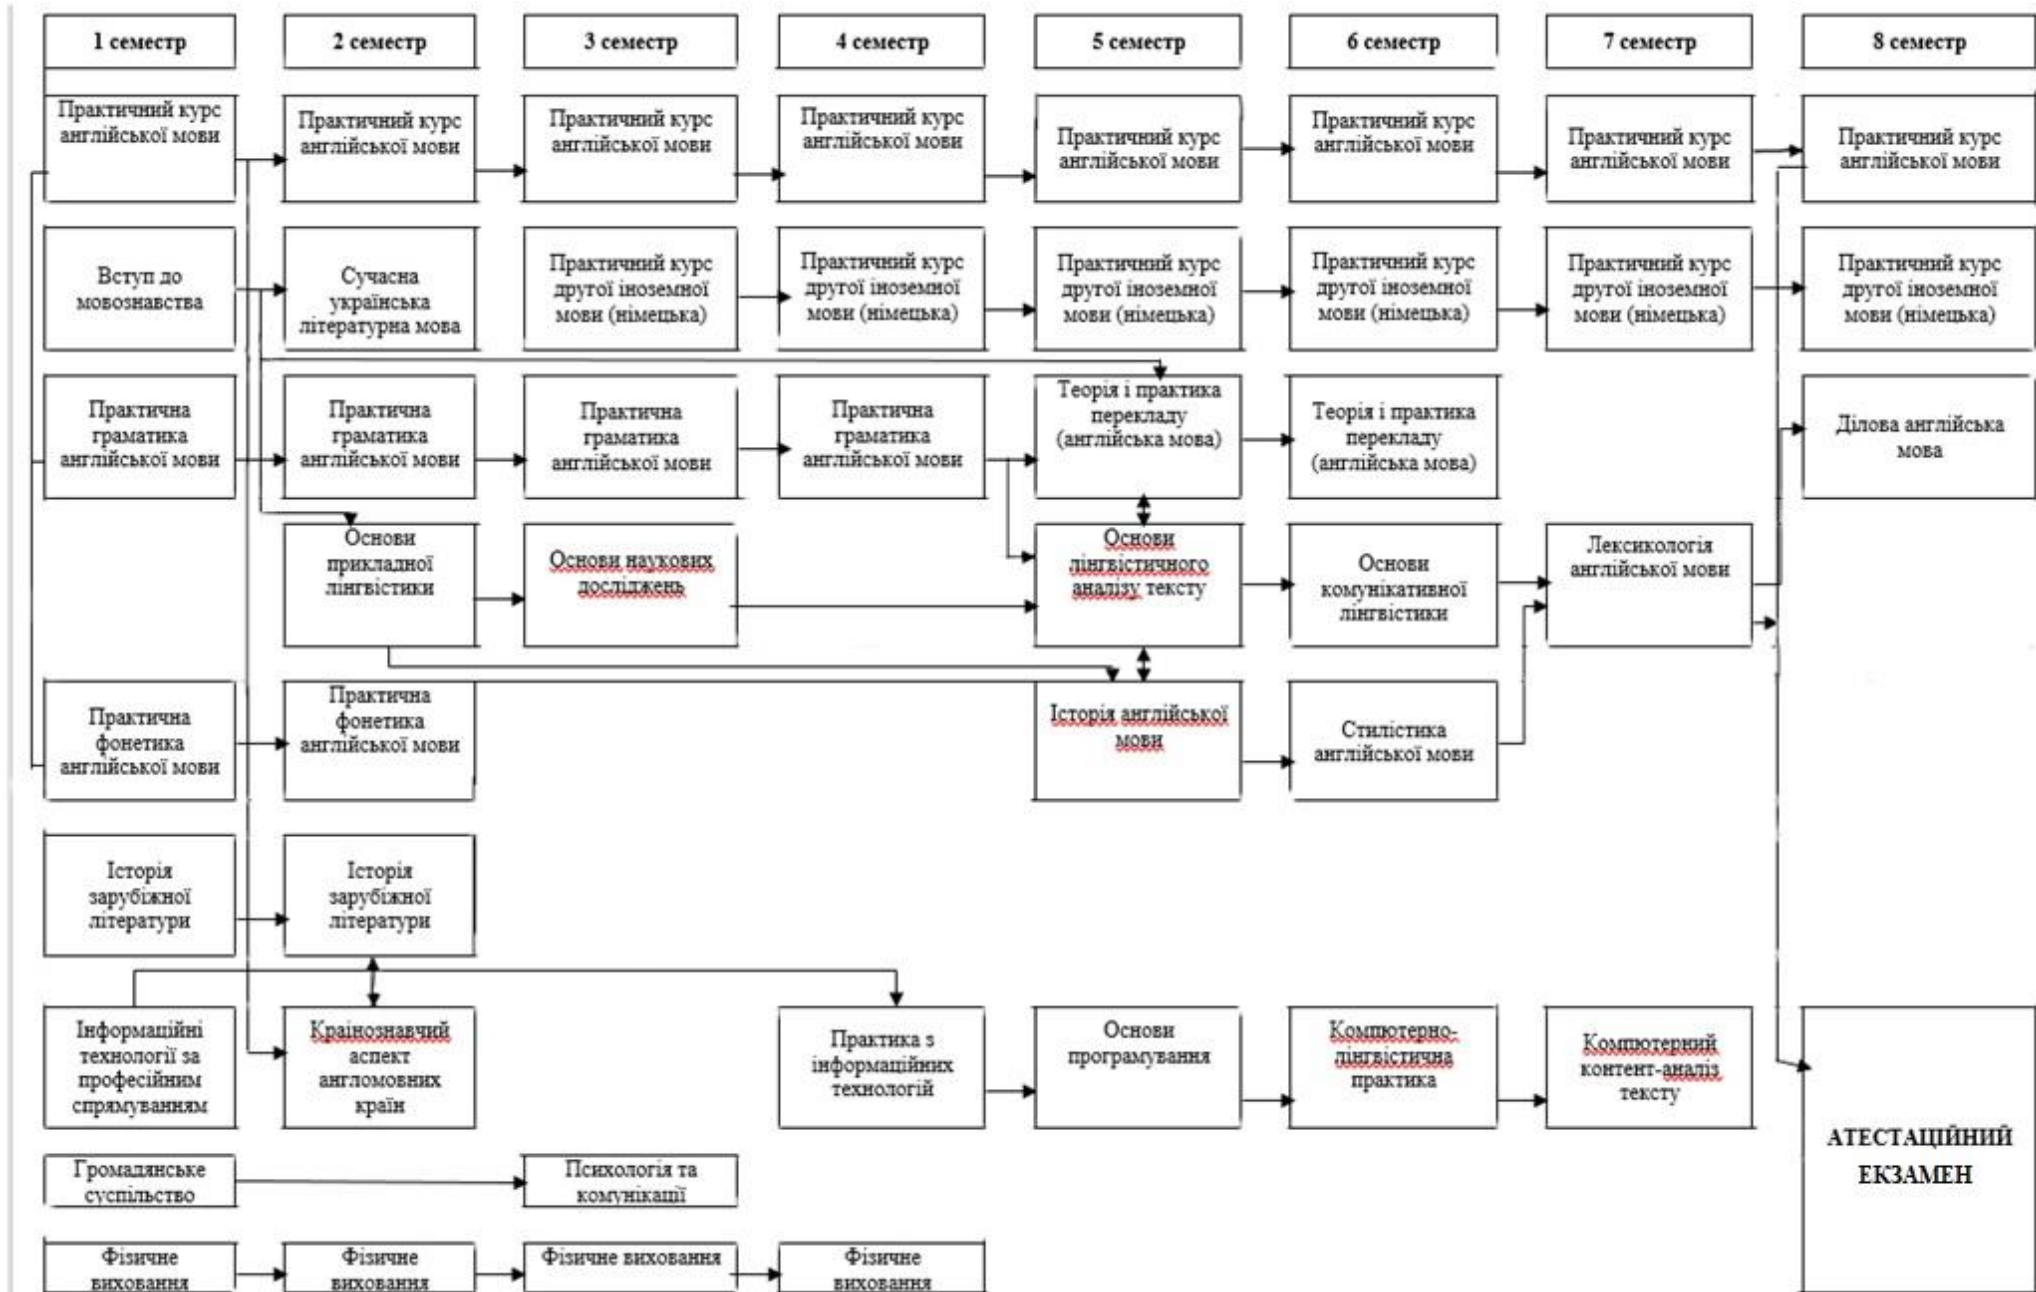 1 семестр
2 семестр
3 семестр
4 семестр
5 семестр
6 семестр
7 семестр
8 семестр
Практичний курс
англійської мови
Практичний курс
англійської мови
Практичний курс
англійської мови
Практичний курс
англійської мови
Практичний курс
англійської мови
Практичний курс
англійської мови
Практичний курс
англійської мови
Практичний курс
англійської мови
Вступ до
мовознавства
Сучасна
українська
літературна мова
Практичний курс
другої іноземної
мови (німецька)
Практичний курс
другої іноземної
мови (німецька)
Практичний курс
другої іноземної
мови (німецька)
Практичний курс
другої іноземної
мови (німецька)
Практичний курс
другої іноземної
мови (німецька)
Практичний курс
другої іноземної
мови (німецька)
Практична
граматика
англійської мови
Практична
граматика
англійської мови
Практична
граматика
англійської мови
Практична
граматика
англійської мови
Теорія і практика
перекладу
(англійська мова)
Теорія і практика
перекладу
(англійська мова)
Ділова англійська
мова
Основи
прикладної
лінгвістики
Основи наукових
досліджень
Основи
лінгвістичного
аналізу тексту
Основи
комунікативної
лінгвістики
Лексикологія
англійської мови
Практична
фонетика
англійської мови
Практична
фонетика
англійської мови
Історія англійської
мови
Стилістика
англійської мови
Історія
зарубіжної
літератури
Історія
зарубіжної
літератури
Інформаційні
технології за
професійним
спрямуванням
Країнознавчий
аспект
англомовних
країн
Практика з
інформаційних
технологій
Основи
програмування
Компютерно-
лінгвістична
практика
Компютерний
контент-аналіз
тексту
АТЕСТАЦІЙНИЙ
ЕКЗАМЕН
Громадянське
суспільство
Психологія та
комунікації
Фізичне
виховання
Фізичне
виховання
Фізичне виховання
Фізичне
виховання